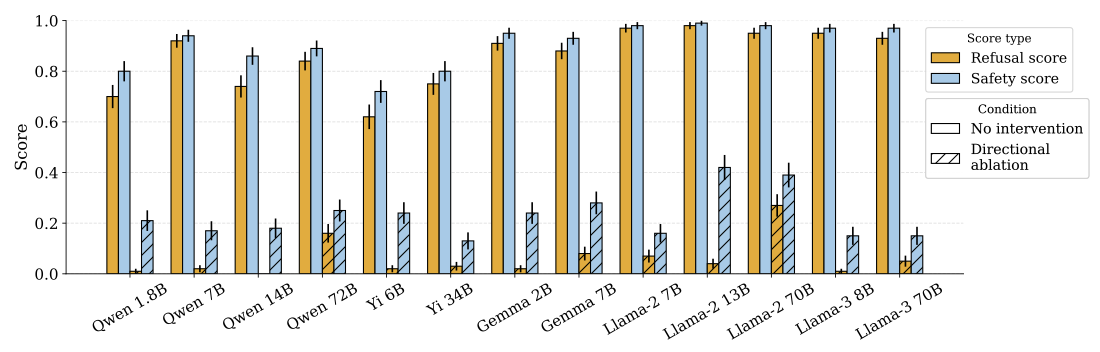 Score
1.0
0.8
0.6
0.4
0.2
0.0
Qwen 1.8B
Qwen 7B
Qwen 14B
Qwen 72B
Yi 6B
Yi 34B
Gemma 2B
Gemma 7B
Llama-2 7B
Llama-2 13B
Llama-2 70B
Llama-3 8B
Llama-3 70B
Score type
Refusal score
Safety score
Condition
No intervention
Directional
ablation